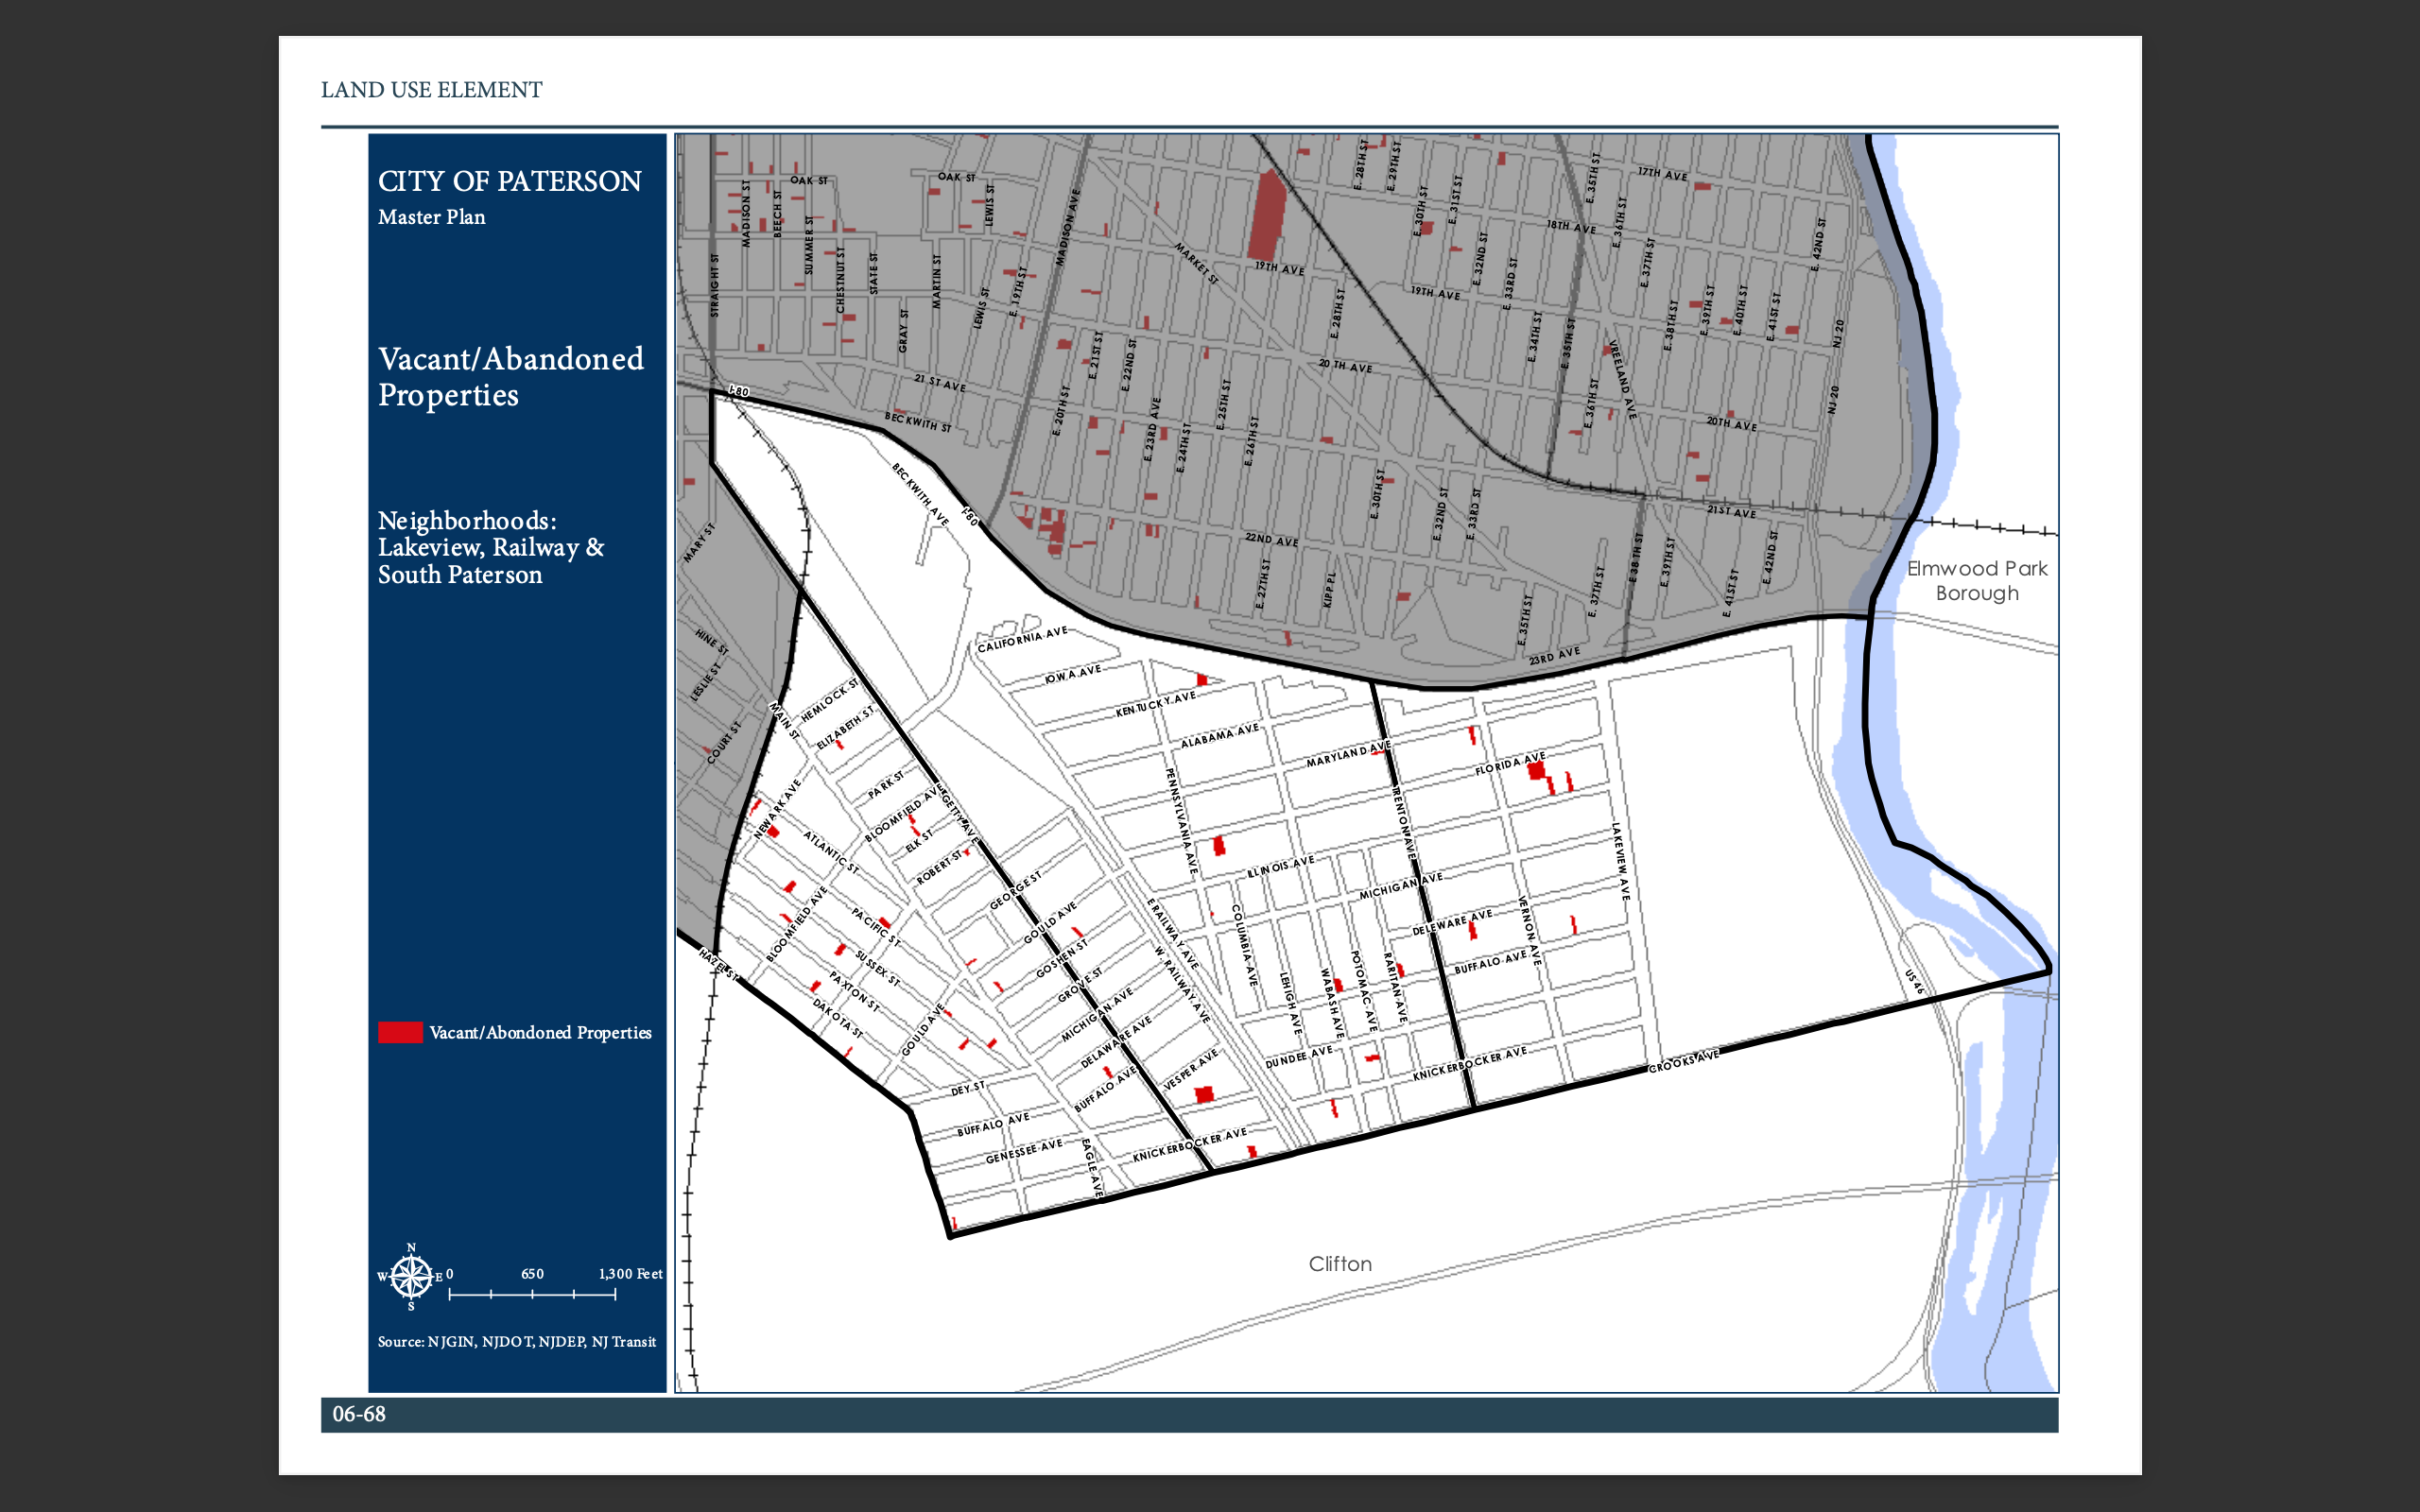 LAND USE ELEMENT
CITY OF PATERSON
Master Plan
Vacant/Abandoned
Properties
Neighborhoods:
Lakeview, Railway &
South Paterson
Vacant/Abondoned Properties
N
W
E
S
0
650
1,300 Feet
Source: NJGIN, NJDOT, NJDEP, NJ Transit
06-68
OAK ST
OAK ST
MADISON ST
BEECH ST
SUMMER ST
CHESTNUT ST
STATE ST
STRAIGHT ST
GRAY ST
MARTIN ST
LEWIS ST
LEWIS ST
E. 19TH ST
MADISON AVE
MARKET ST
19TH AVE
19TH AVE
E. 28TH ST
E. 29TH ST
E. 30TH ST
E. 31ST ST
E. 32ND ST
E. 33RD ST
E. 34TH ST
E. 35TH ST
E. 35TH ST
17TH AVE
18TH AVE
E. 36TH ST
E. 37TH ST
E. 38TH ST
E. 39TH ST
E. 40TH ST
E. 41ST ST
E. 42ND ST
NJ 20
NJ 20
E. 28TH ST
20 TH AVE
20TH AVE
VREELAND AVE
E. 36TH ST
21 ST AVE
BECKWITH ST
I-80
I-80
BECKWITH AVE
E. 20TH ST
E. 21ST ST
E. 22ND ST
E. 23RD AVE
E. 24TH ST
E. 25TH ST
E. 26TH ST
E. 30TH ST
E. 32ND ST
E. 33RD ST
21ST AVE
22ND AVE
E. 27TH ST
KIPP PL
E. 35TH ST
E. 37TH ST
E. 38TH ST
E. 39TH ST
E. 41ST ST
E. 42ND ST
23RD AVE
Elmwood Park
Borough
MARY ST
HINE ST
LESLIE ST
COURT ST
MAIN ST
HEMLOCK ST
ELIZABETH ST
PARK ST
BLOOMFIELD AVE
GETTY AVE
ELK ST
ROBERT ST
GEORGE ST
GOULD AVE
GOSHEN ST
GROVE ST
MICHIGAN AVE
DELAWARE AVE
BUFFALO AVE
VESPER AVE
CALIFORNIA AVE
IOWA AVE
KENTUCKY AVE
ALABAMA AVE
MARYLAND AVE
FLORIDA AVE
PENNSYLVANIA AVE
TRENTON AVE
LAKEVIEW AVE
ILLINOIS AVE
MICHIGAN AVE
DELEWARE AVE
VERNON AVE
BUFFALO AVE
E RAILWAY AVE
W. RAILWAY AVE
COLUMBIA AVE
LEHIGH AVE
WABASH AVE
POTOMAC AVE
RARITAN AVE
DUNDEE AVE
KNICKERBOCKER AVE
CROOKS AVE
US 46
NEWARK AVE
ATLANTIC ST
PACIFIC ST
BLOOMFIELD AVE
SUSSEX ST
PAXTON ST
DAKOTA ST
HAZEL ST
GOULD AVE
DEY ST
BUFFALO AVE
GENESSEE AVE
EAGLE AVE
KNICKERBOCKER AVE
Clifton